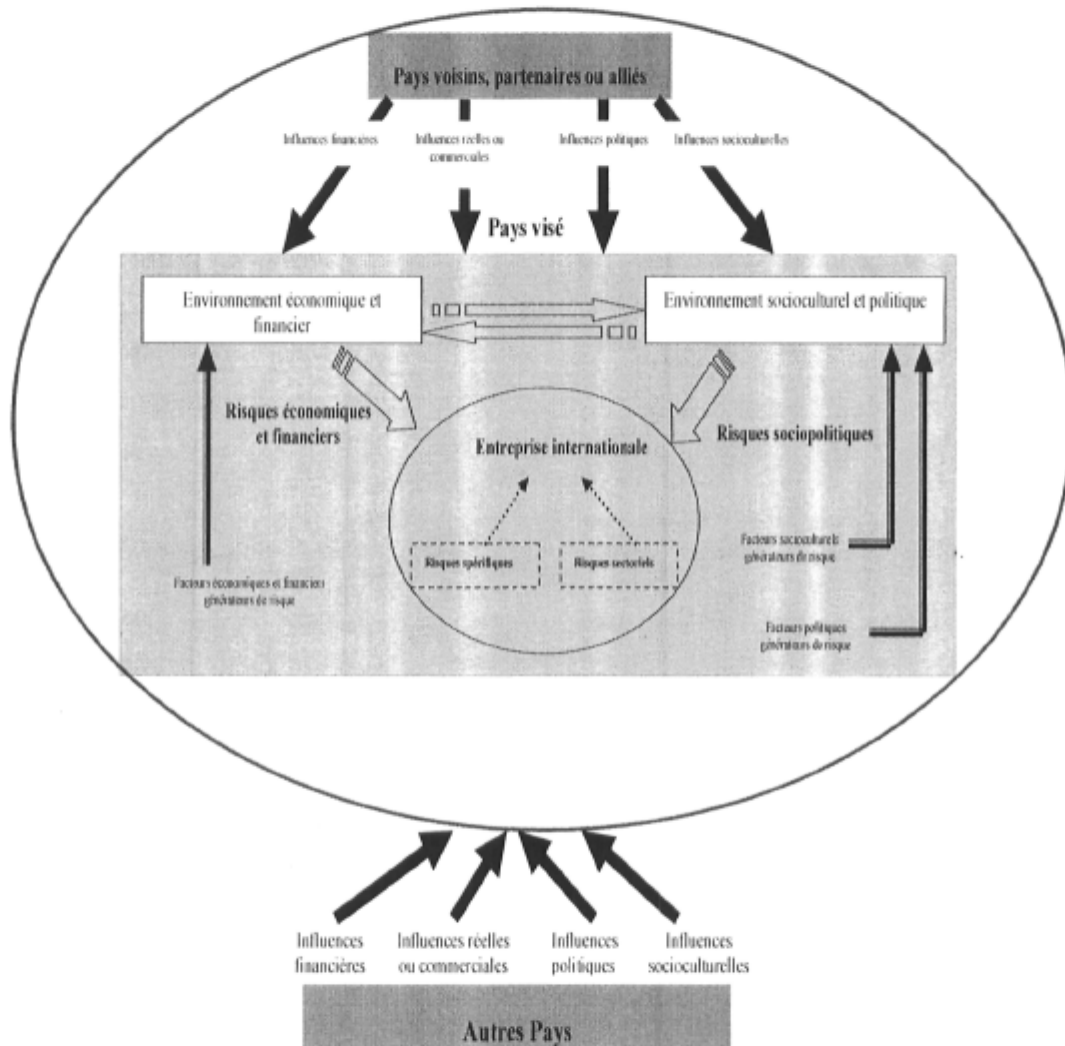 Pays voisins, partenaires ou alliés
Influences financières
Influences réelles ou
commerciales
Influences politiques
Influences socioculturelles
Pays visé
Environnement économique et
financier
Environnement socioculturel et politique
Risques économiques
et financiers
Risques sociopolitiques
Entreprise internationale
Risques spécifiques
Risques sectoriels
Facteurs économiques et financiers
générateurs de risque
Facteurs socioculturels
générateurs de risque
Facteurs politiques
générateurs de risque
Influences
financières
Influences réelles
ou commerciales
Influences
politiques
Influences
socioculturelles
Autres Pays